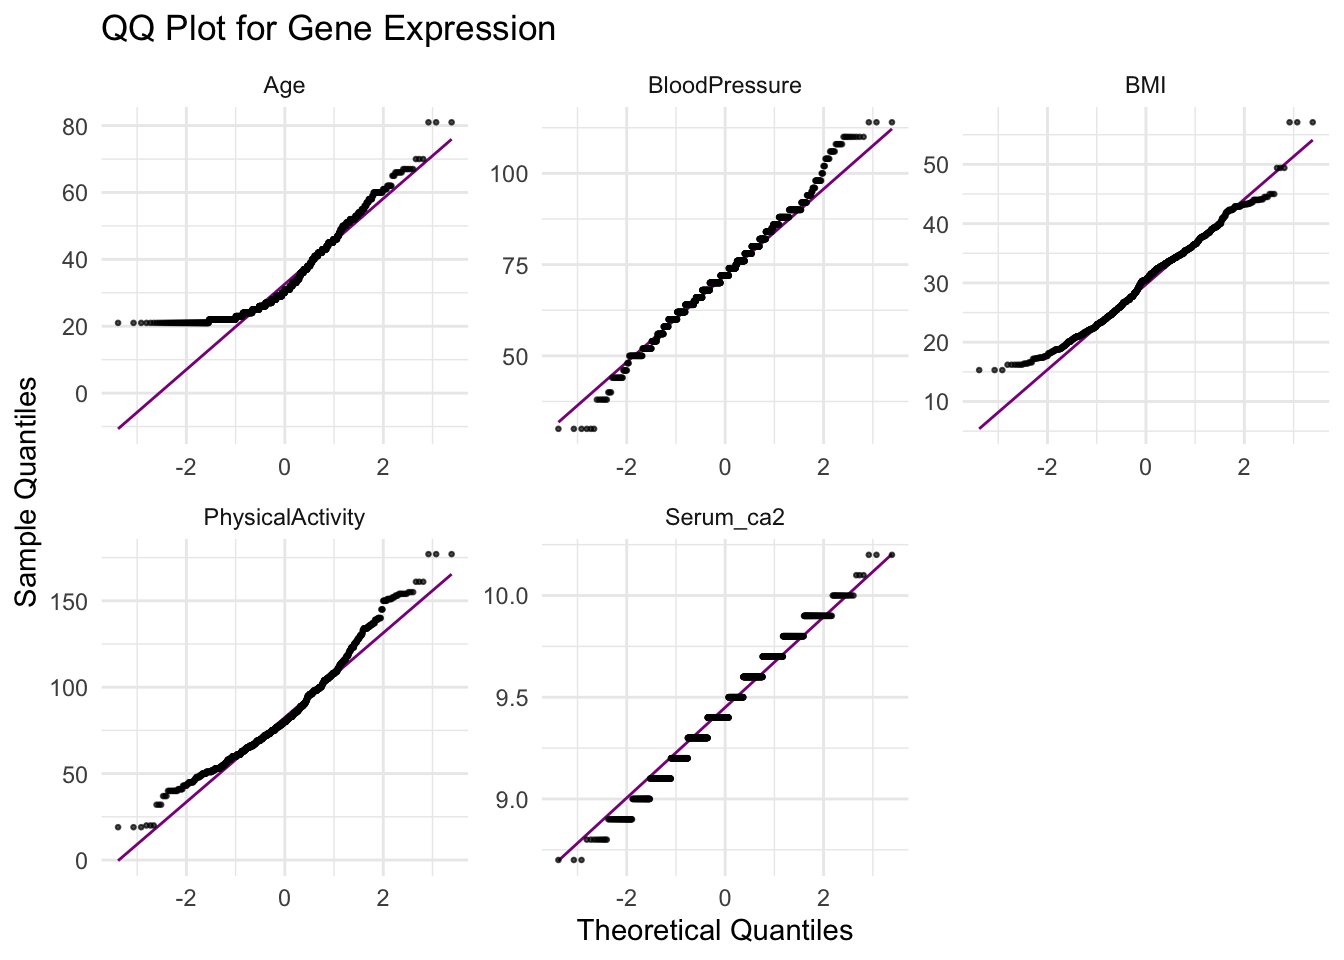 QQ Plot for Gene Expression
Age
BloodPressure
BMI
80
60
40
20
0
100
75
50
50
40
30
20
10
-2 0 2
-2 0 2
-2 0 2
Sample Quantiles
PhysicalActivity
Serum_ca2
150
100
50
0
10.0
9.5
9.0
-2 0 2
-2 0 2
Theoretical Quantiles